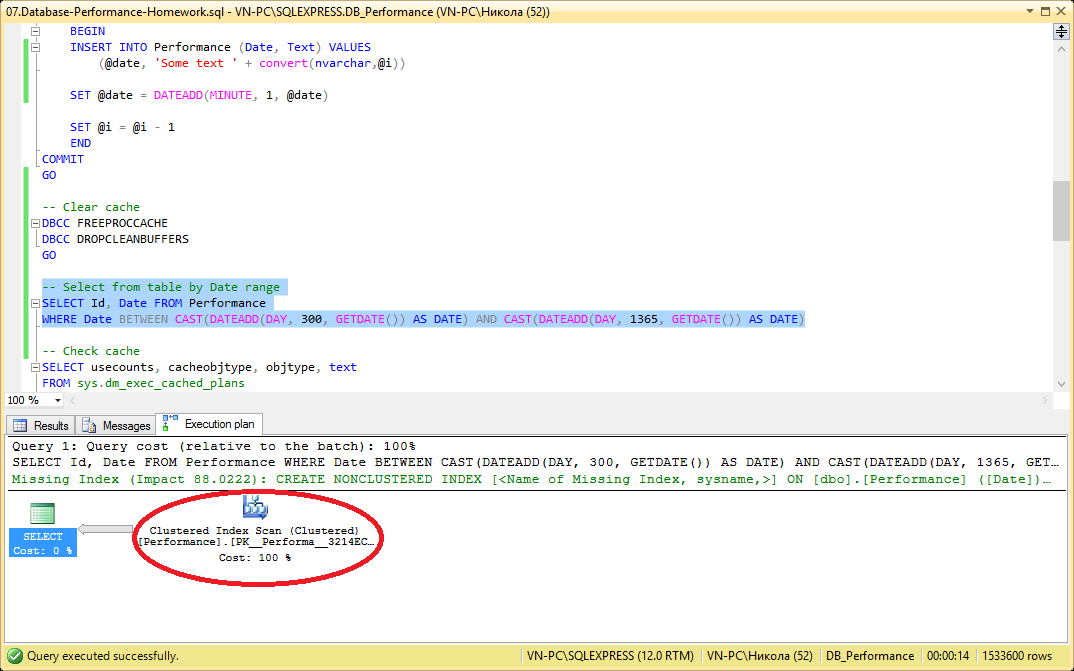 07.Database-Performance-Homework.sql - VN-PC\SQLEXPRESS.DB_Performance (VN-PC\Никола (52))
BEGIN
INSERT INTO Performance (Date, Text) VALUES
(@date, 'Some text ' + convert(nvarchar,@i))
SET @date = DATEADD(MINUTE, 1, @date)
SET @i = @i - 1
END
COMMIT
GO
-- Clear cache
DBCC FREEPROCCACHE
DBCC DROPCLEANBUFFERS
GO
-- Select from table by Date range
SELECT Id, Date FROM Performance
WHERE Date BETWEEN CAST(DATEADD(DAY, 300, GETDATE()) AS DATE) AND CAST(DATEADD(DAY, 1365, GETDATE()) AS DATE)
-- Check cache
SELECT usecounts, cacheobjtype, objtype, text
FROM sys.dm_exec_cached_plans
100 %
Results Messages Execution plan
Query 1: Query cost (relative to the batch): 100%
SELECT Id, Date FROM Performance WHERE Date BETWEEN CAST(DATEADD(DAY, 300, GETDATE()) AS DATE) AND CAST(DATEADD(DAY, 1365, GET…
Missing Index (Impact 88.0222): CREATE NONCLUSTERED INDEX [<Name of Missing Index, sysname,>] ON [dbo].[Performance] ([Date])…
SELECT
Cost: 0 %
Clustered Index Scan (Clustered)
[Performance].[PK__Performa__3214EC…
Cost: 100 %
Query executed successfully. VN-PC\SQLEXPRESS (12.0 RTM) VN-PC\Никола (52) DB_Performance 00:00:14 1533600 rows